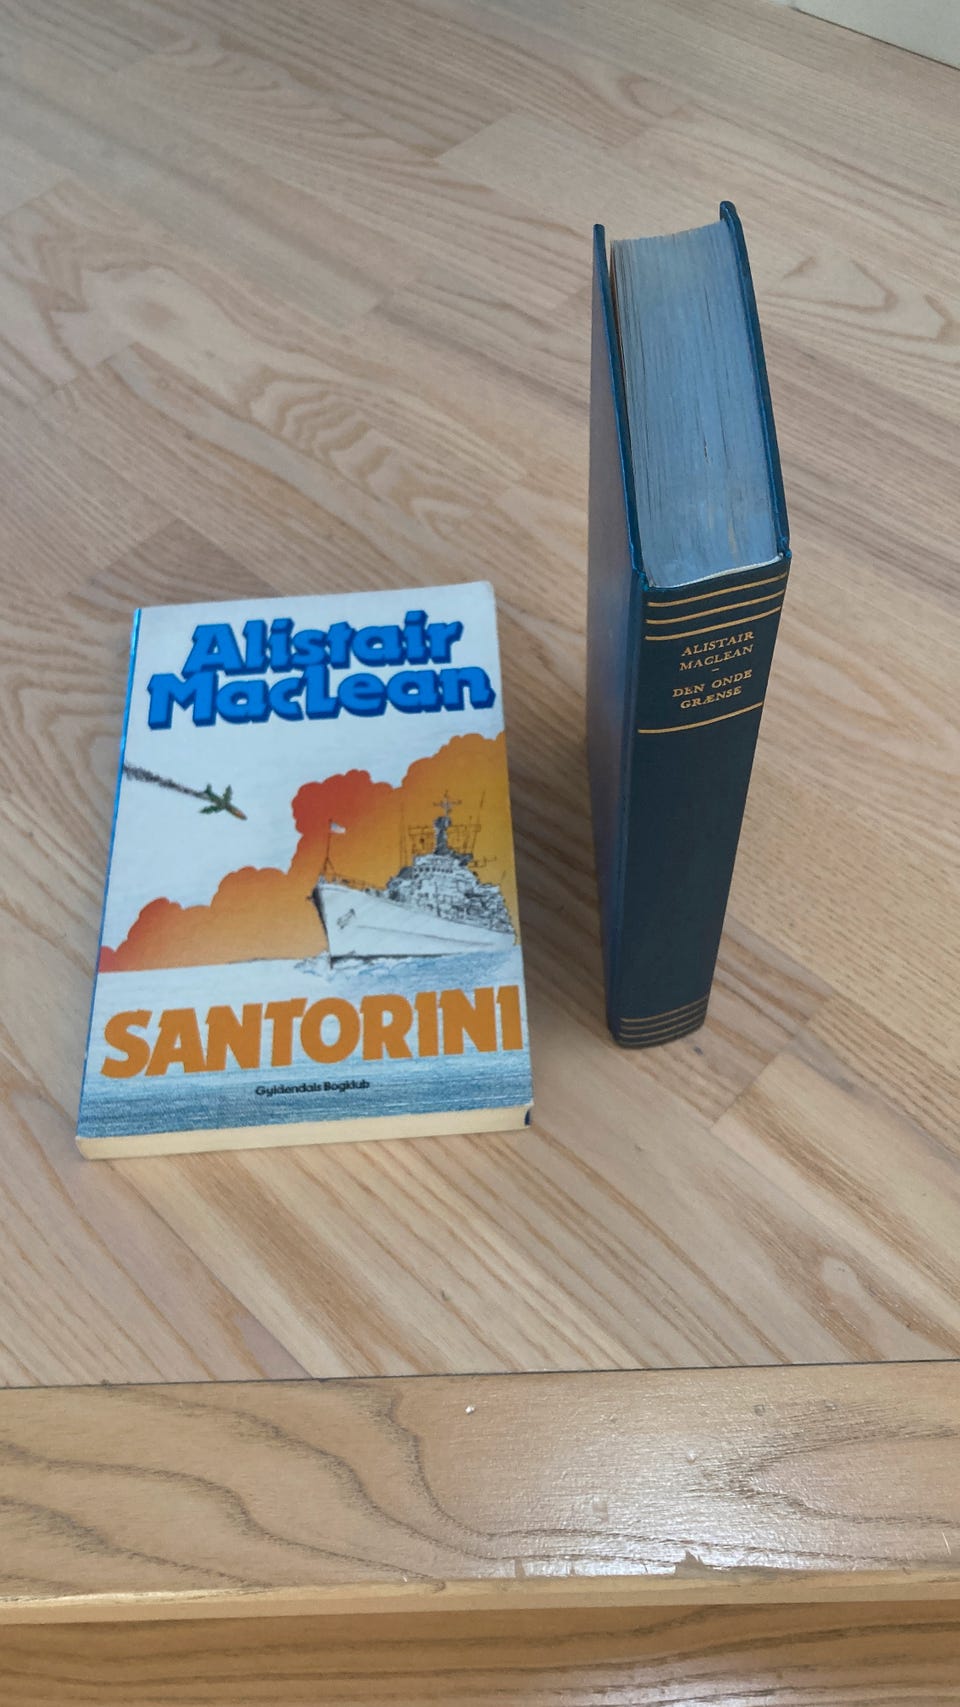 Alistair
MacLean
SANTORINI
Gyldendals Bogklub
ALISTAIR
MACLEAN
–
DEN ONDE
GRÆNSE